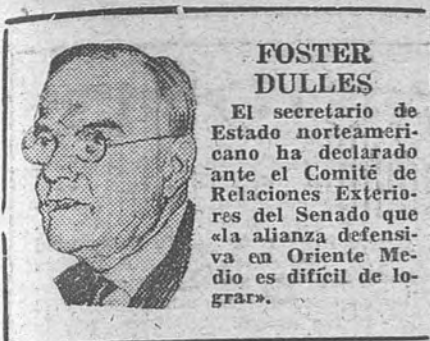 FOSTER
DULLES
El secretario de
Estado norteameri-
cano ha declarado
ante el Comité de
Relaciones Exterio-
res del Senado que
«la alianza defensi-
va en Oriente Me-
dio es difícil de lo-
grar».